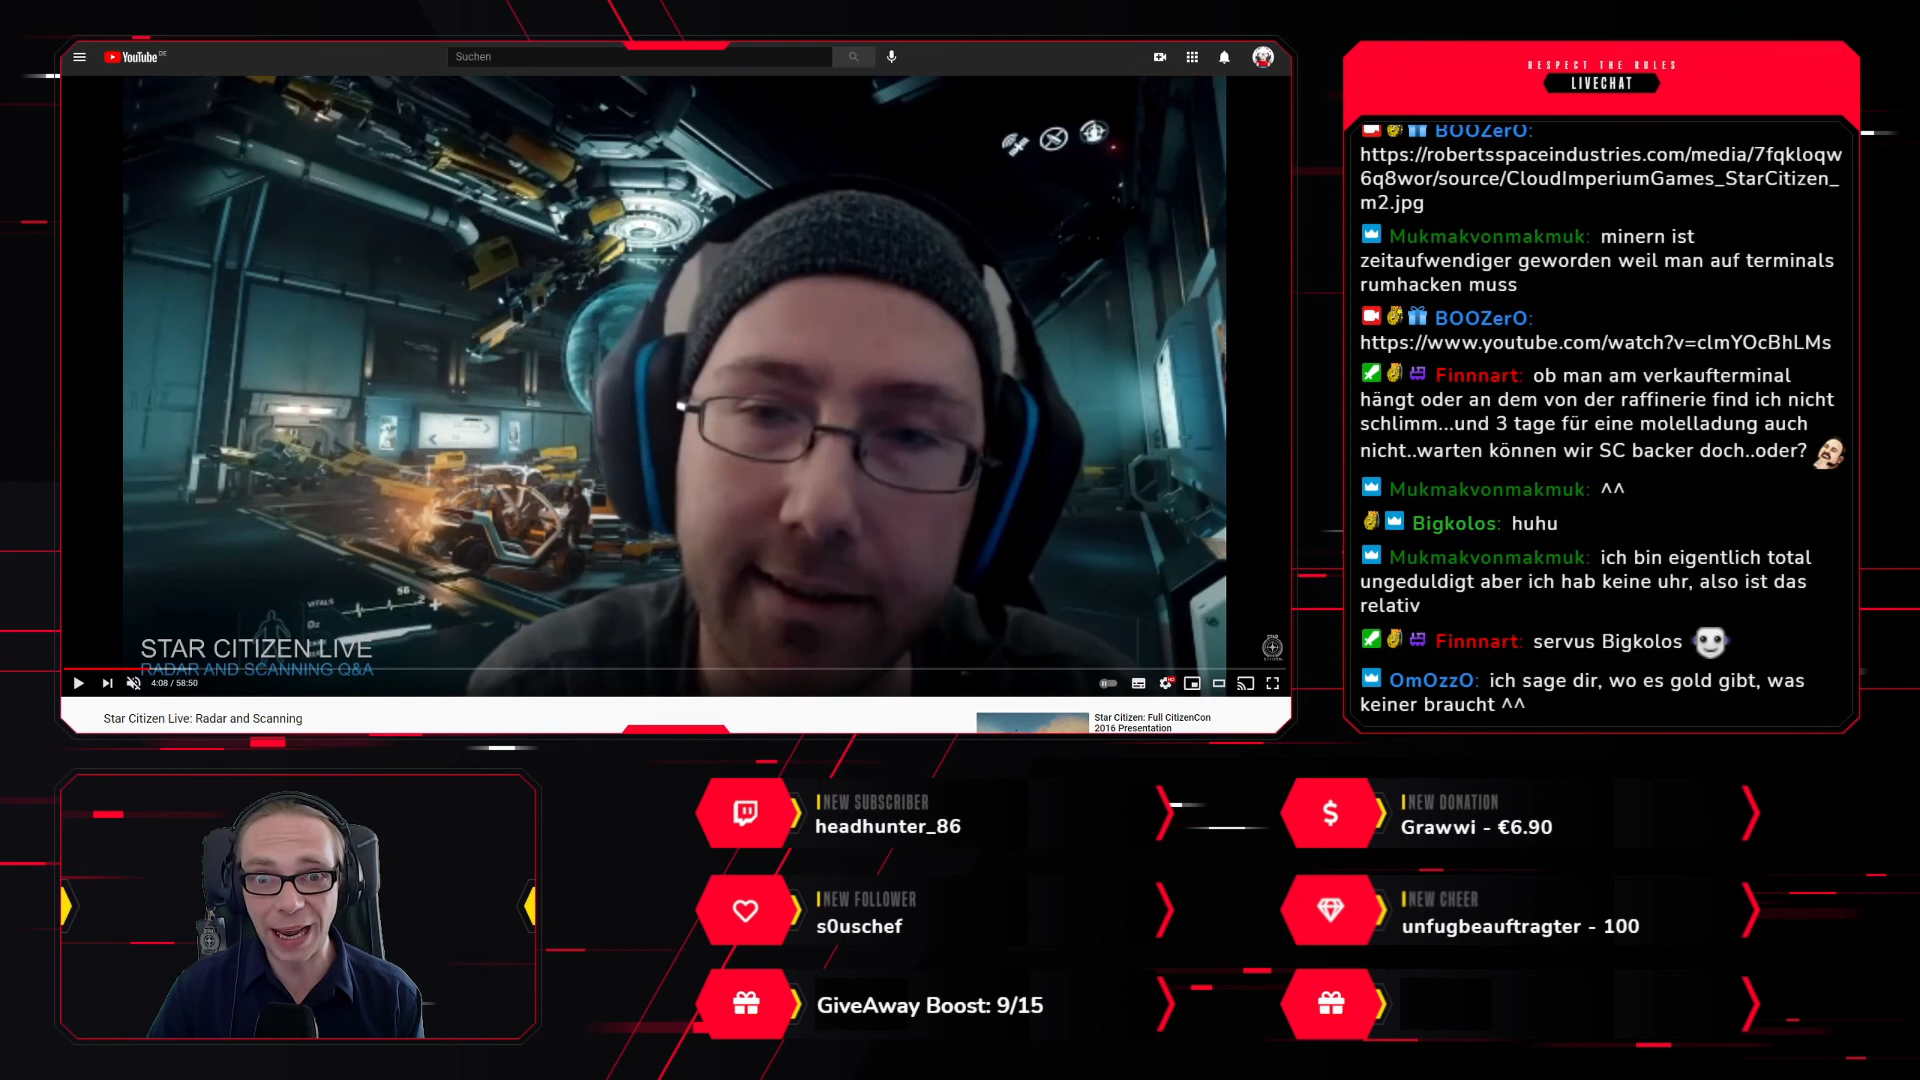 YouTube DE
Suchen
VITALS
STAR CITIZEN LIVE
RADAR AND SCANNING Q&A
4:08 / 58:50
HD
Star Citizen Live: Radar and Scanning
Star Citizen: Full CitizenCon
2016 Presentation
RESPECT THE RULES
LIVECHAT
BOOZerO:
https://robertsspaceindustries.com/media/7fqkloqw
6q8wor/source/CloudImperiumGames_StarCitizen_
m2.jpg
Mukmakvonmakmuk: minern ist
zeitaufwendiger geworden weil man auf terminals
rumhacken muss
BOOZerO:
https://www.youtube.com/watch?v=clmYOcBhLMs
Finnnart: ob man am verkaufterminal
hängt oder an dem von der raffinerie find ich nicht
schlimm...und 3 tage für eine molelladung auch
nicht..warten können wir SC backer doch..oder?
Mukmakvonmakmuk: ^^
Bigkolos: huhu
Mukmakvonmakmuk: ich bin eigentlich total
ungeduldigt aber ich hab keine uhr, also ist das
relativ
Finnnart: servus Bigkolos
OmOzzO: ich sage dir, wo es gold gibt, was
keiner braucht ^^
NEW SUBSCRIBER
headhunter_86
NEW DONATION
Grawwi - €6.90
NEW FOLLOWER
s0uschef
NEW CHEER
unfugbeauftragter - 100
GiveAway Boost: 9/15